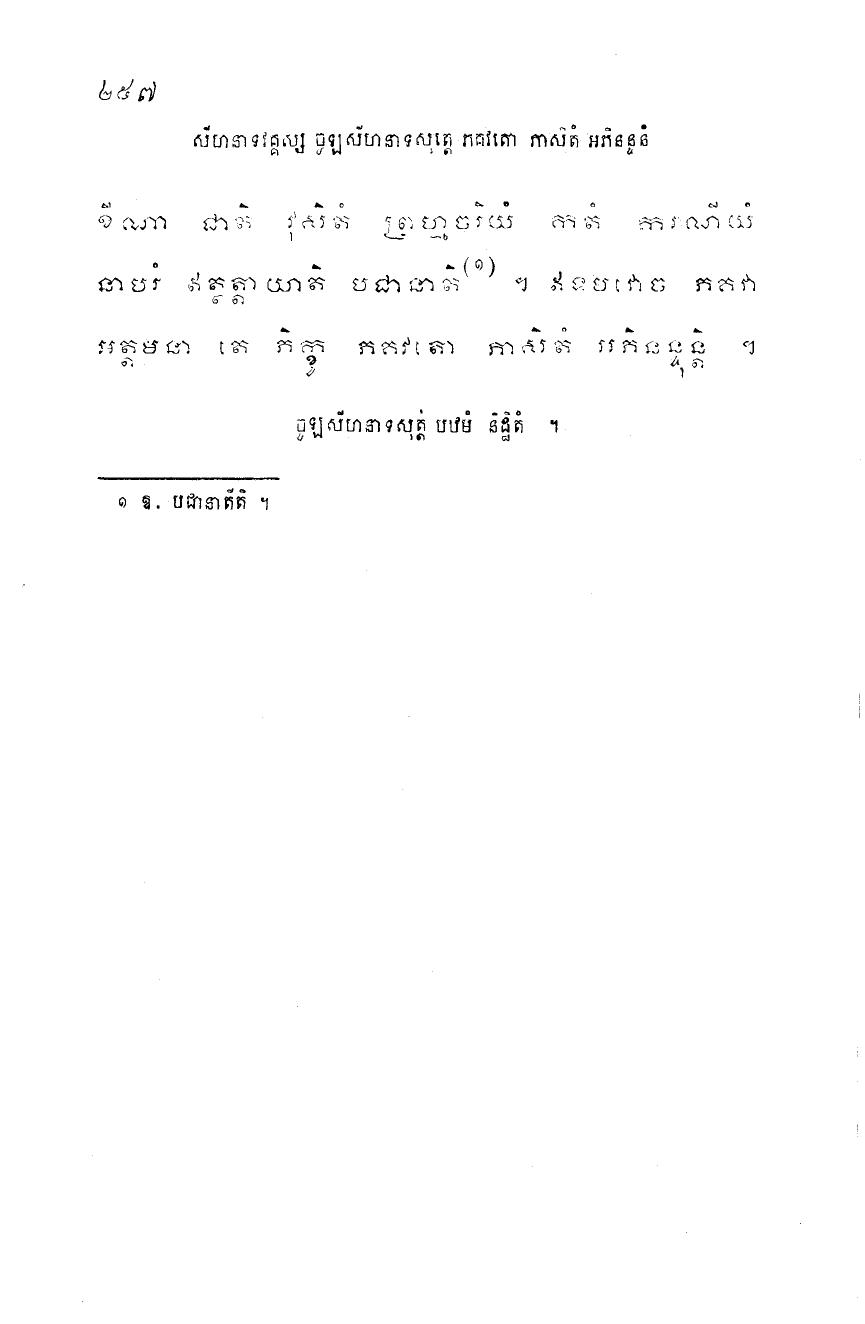 ២៥៧
សីហនាទវគ្គស្ស ចូឡសីហនាទសុត្តេ ភគវតោ ភាសិតំ អភិនន្ទនំ
ខីណា ជាតិ វុសិតំ ព្រហ្មចរិយំ កាតំ ករណីយំ
នាបរំ ឥត្ថត្តាយាតិ បជានាតិ(១) ។ ឥទមវោច ភគវា
អត្តមនា តេ ភិក្ខូ ភគវតោ ភាសិតំ អភិនន្ទុន្តិ ។
ចូឡសីហនាទសុត្តំ បឋមំ និដ្ឋិតំ ។
១ ឱ. បជានាតីតិ ។